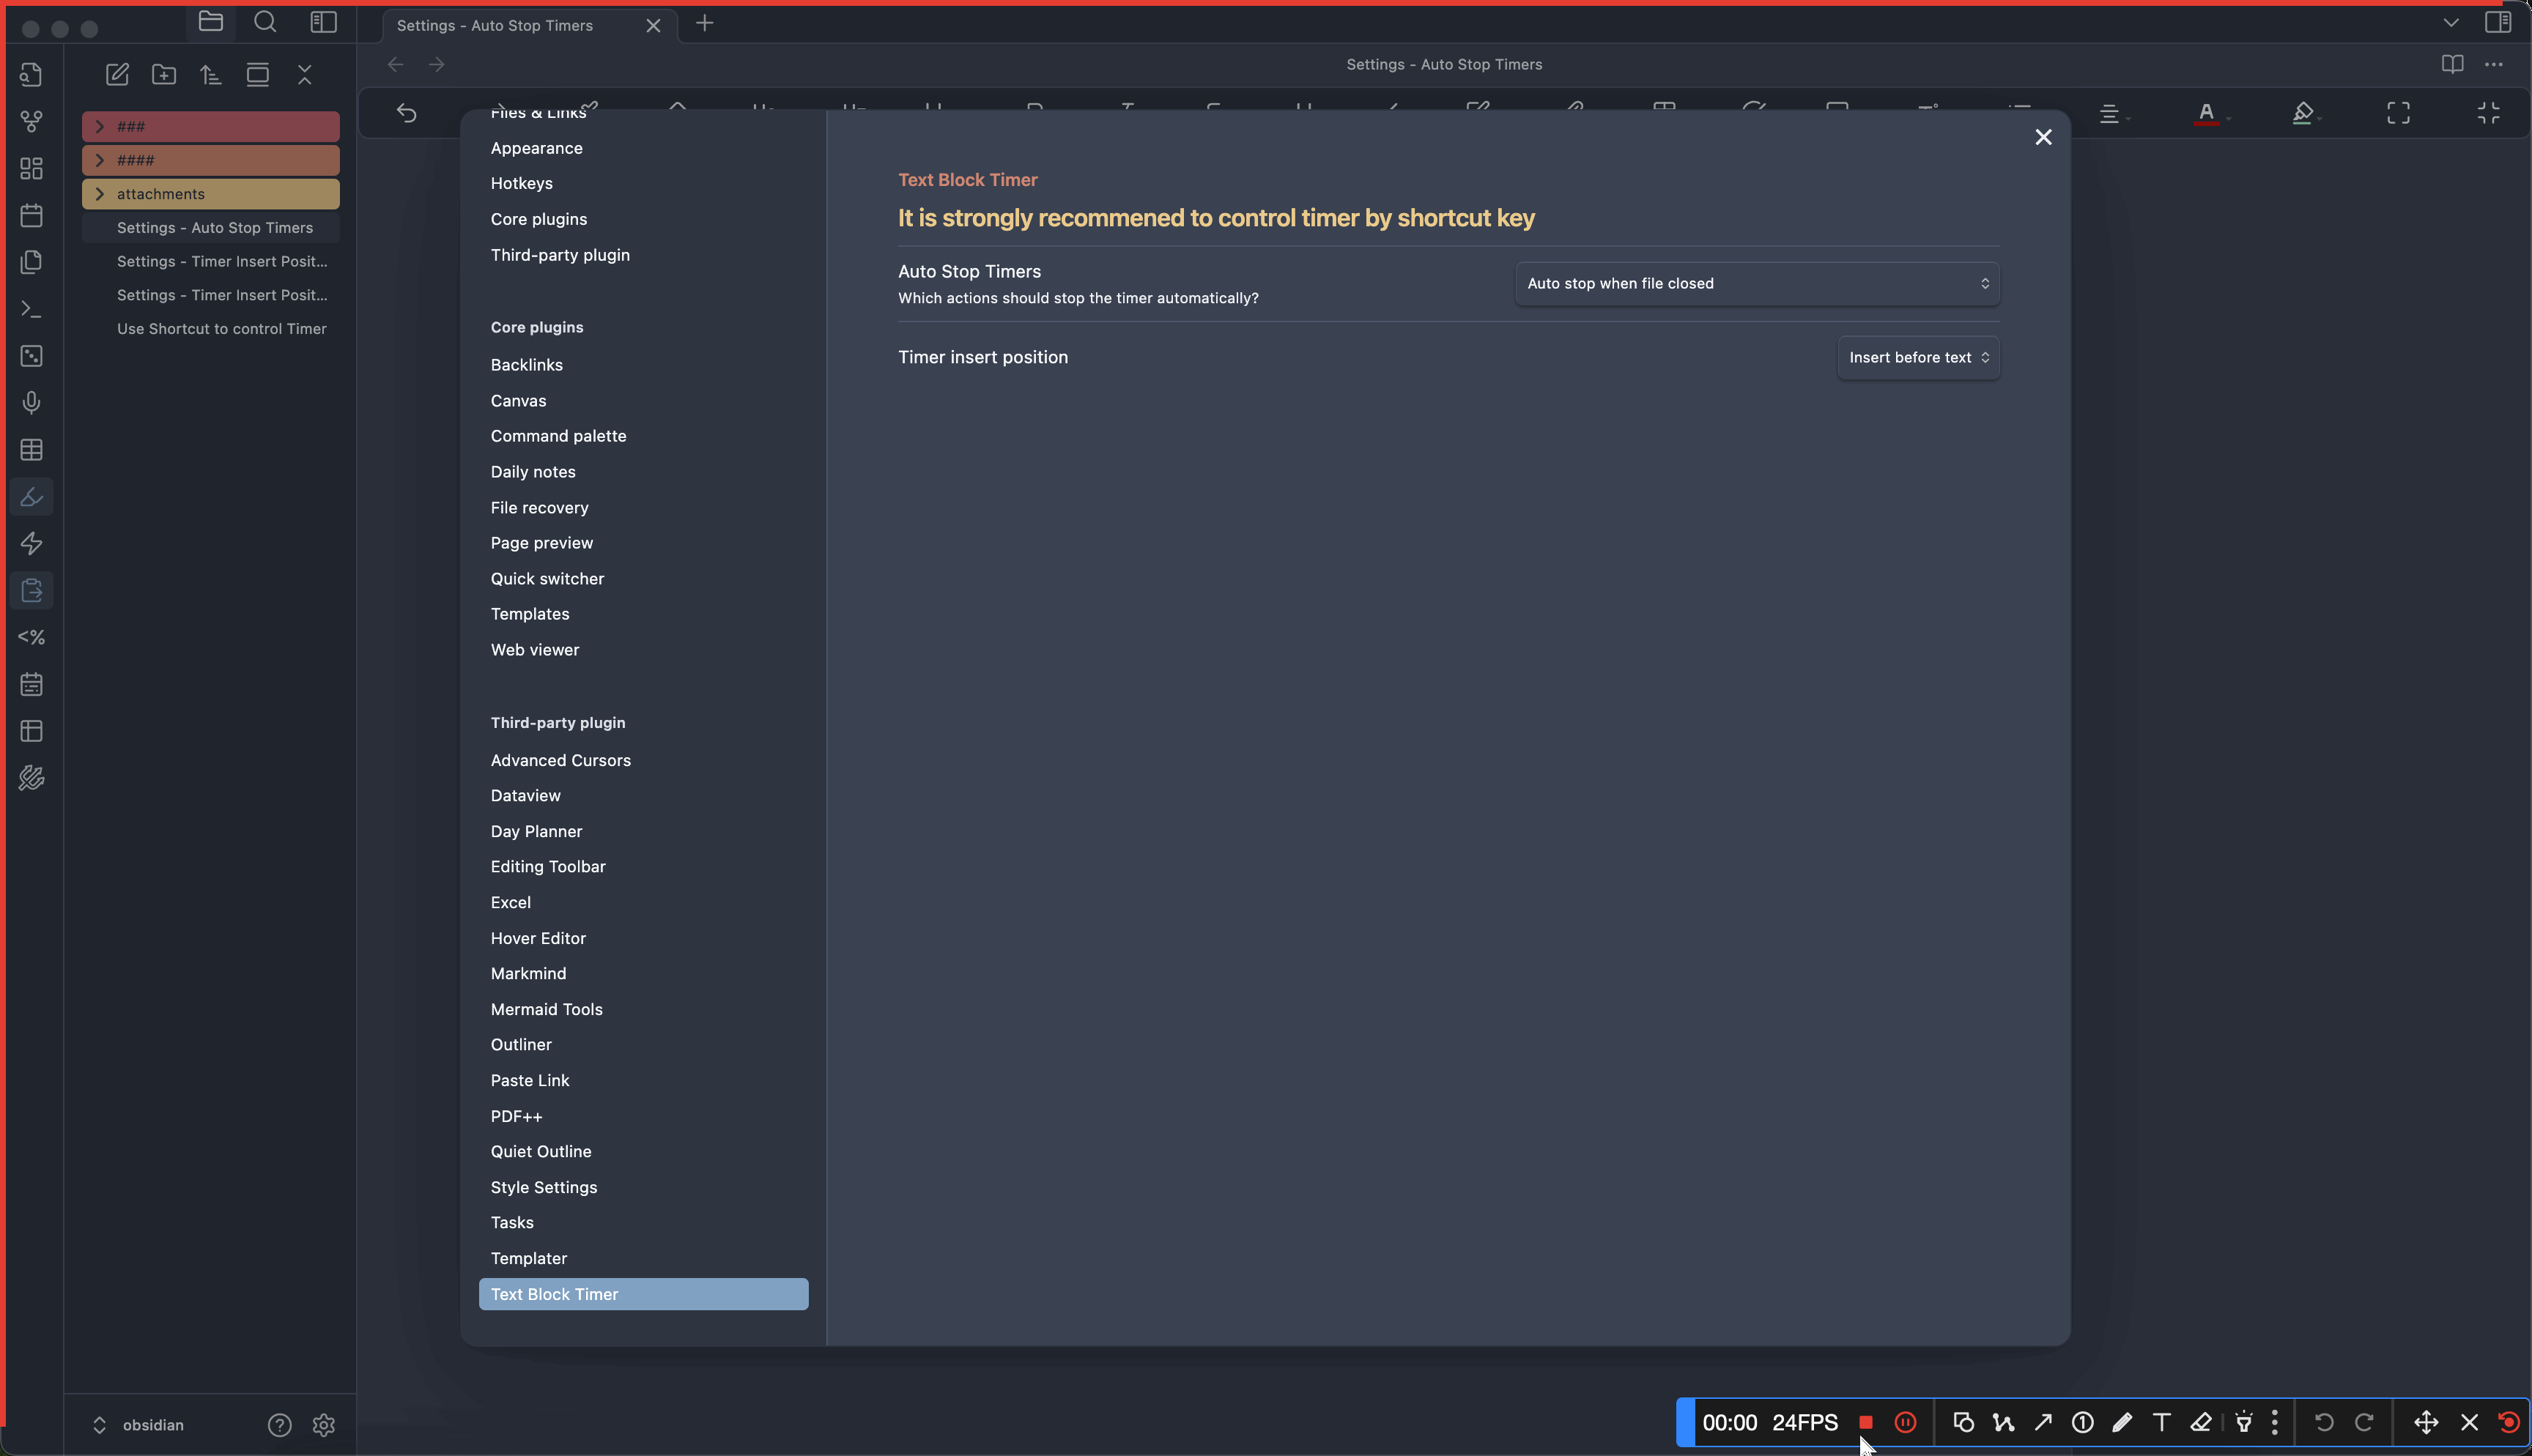 Settings - Auto Stop Timers
Settings - Auto Stop Timers
###
####
attachments
Settings - Auto Stop Timers
Settings - Timer Insert Posit...
Settings - Timer Insert Posit...
Use Shortcut to control Timer
obsidian
Files & Links
Appearance
Hotkeys
Core plugins
Third-party plugin
Core plugins
Backlinks
Canvas
Command palette
Daily notes
File recovery
Page preview
Quick switcher
Templates
Web viewer
Third-party plugin
Advanced Cursors
Dataview
Day Planner
Editing Toolbar
Excel
Hover Editor
Markmind
Mermaid Tools
Outliner
Paste Link
PDF++
Quiet Outline
Style Settings
Tasks
Templater
Text Block Timer
Text Block Timer
It is strongly recommened to control timer by shortcut key
Auto Stop Timers
Which actions should stop the timer automatically?
Auto stop when file closed
Timer insert position
Insert before text
00:00 24FPS